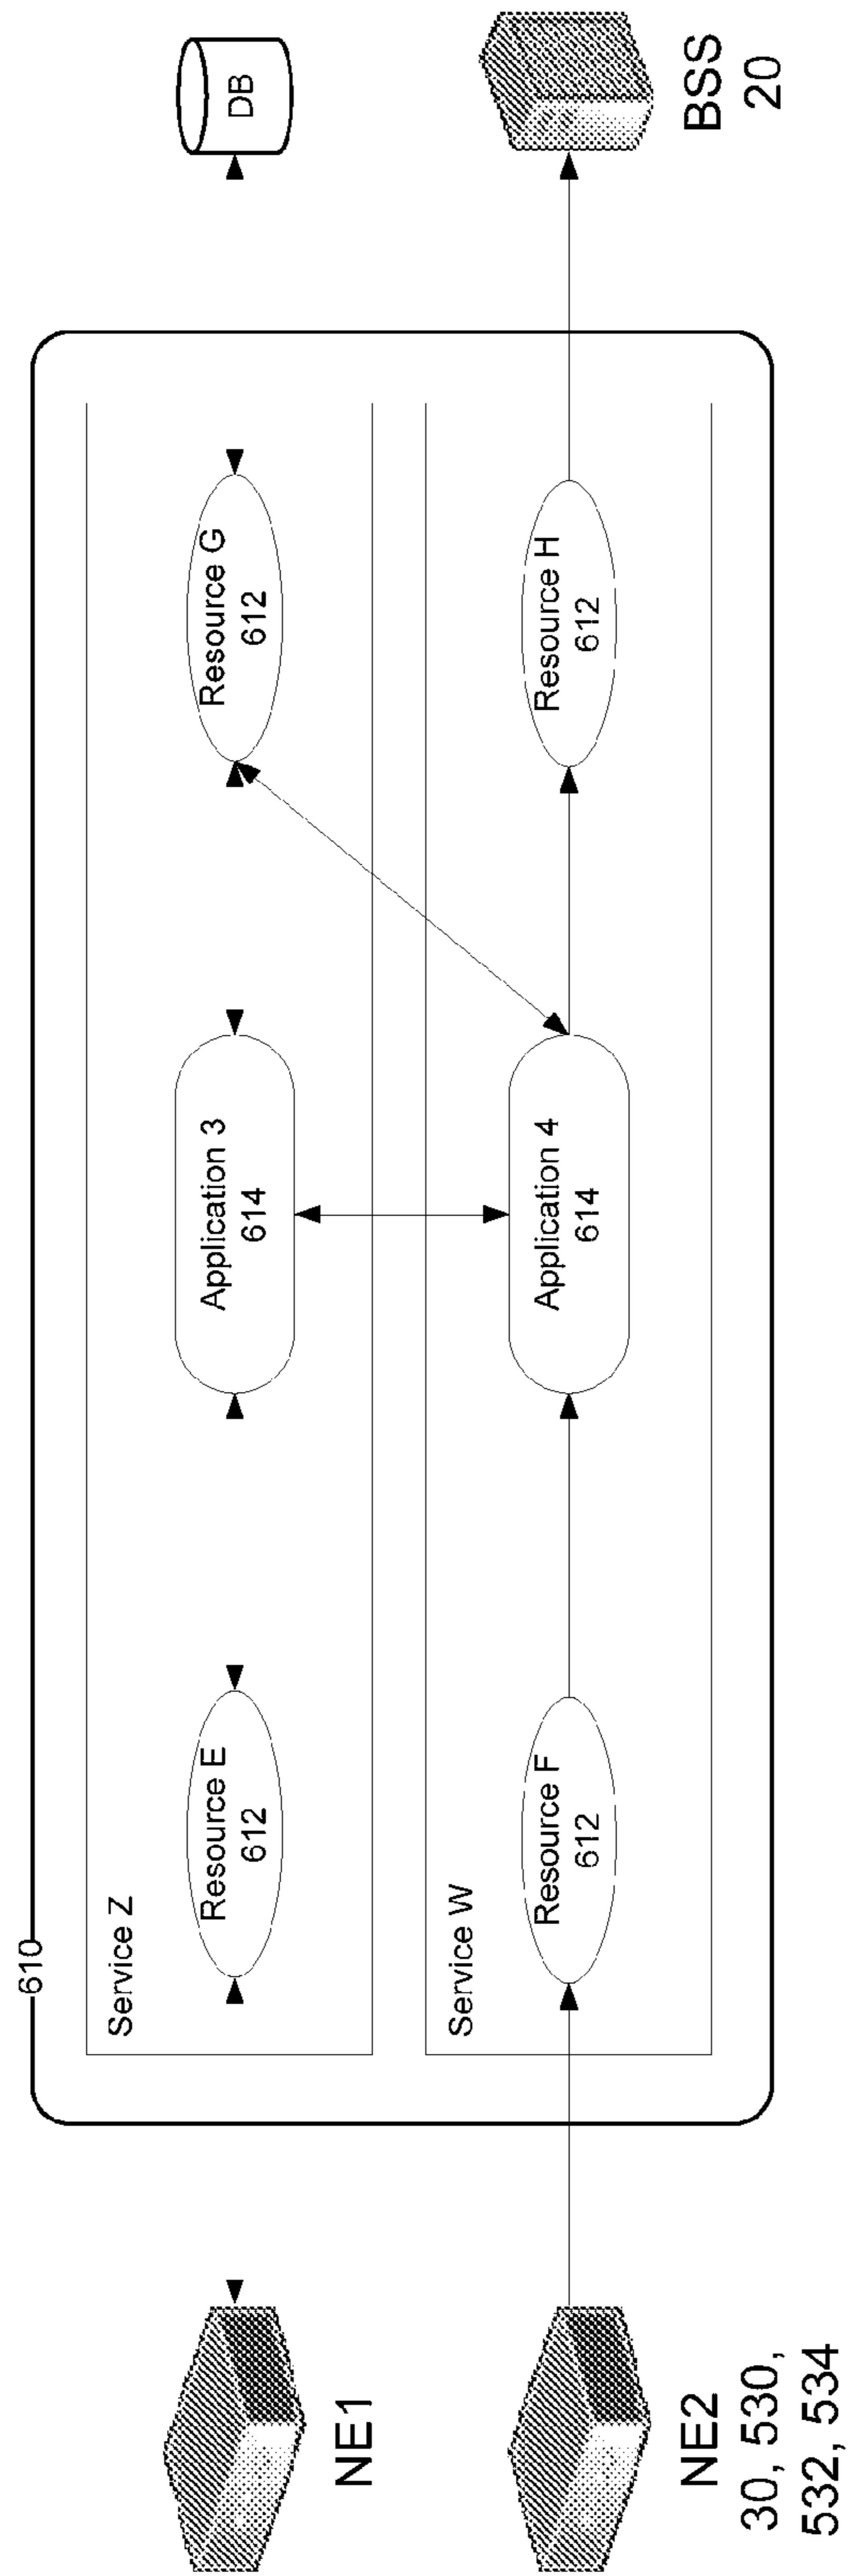 610
Service Z
NE1
Resource E
612
Application 3
614
Resource G
612
DB
Service W
NE2
30, 530,
532, 534
Resource F
612
Application 4
614
Resource H
612
BSS
20